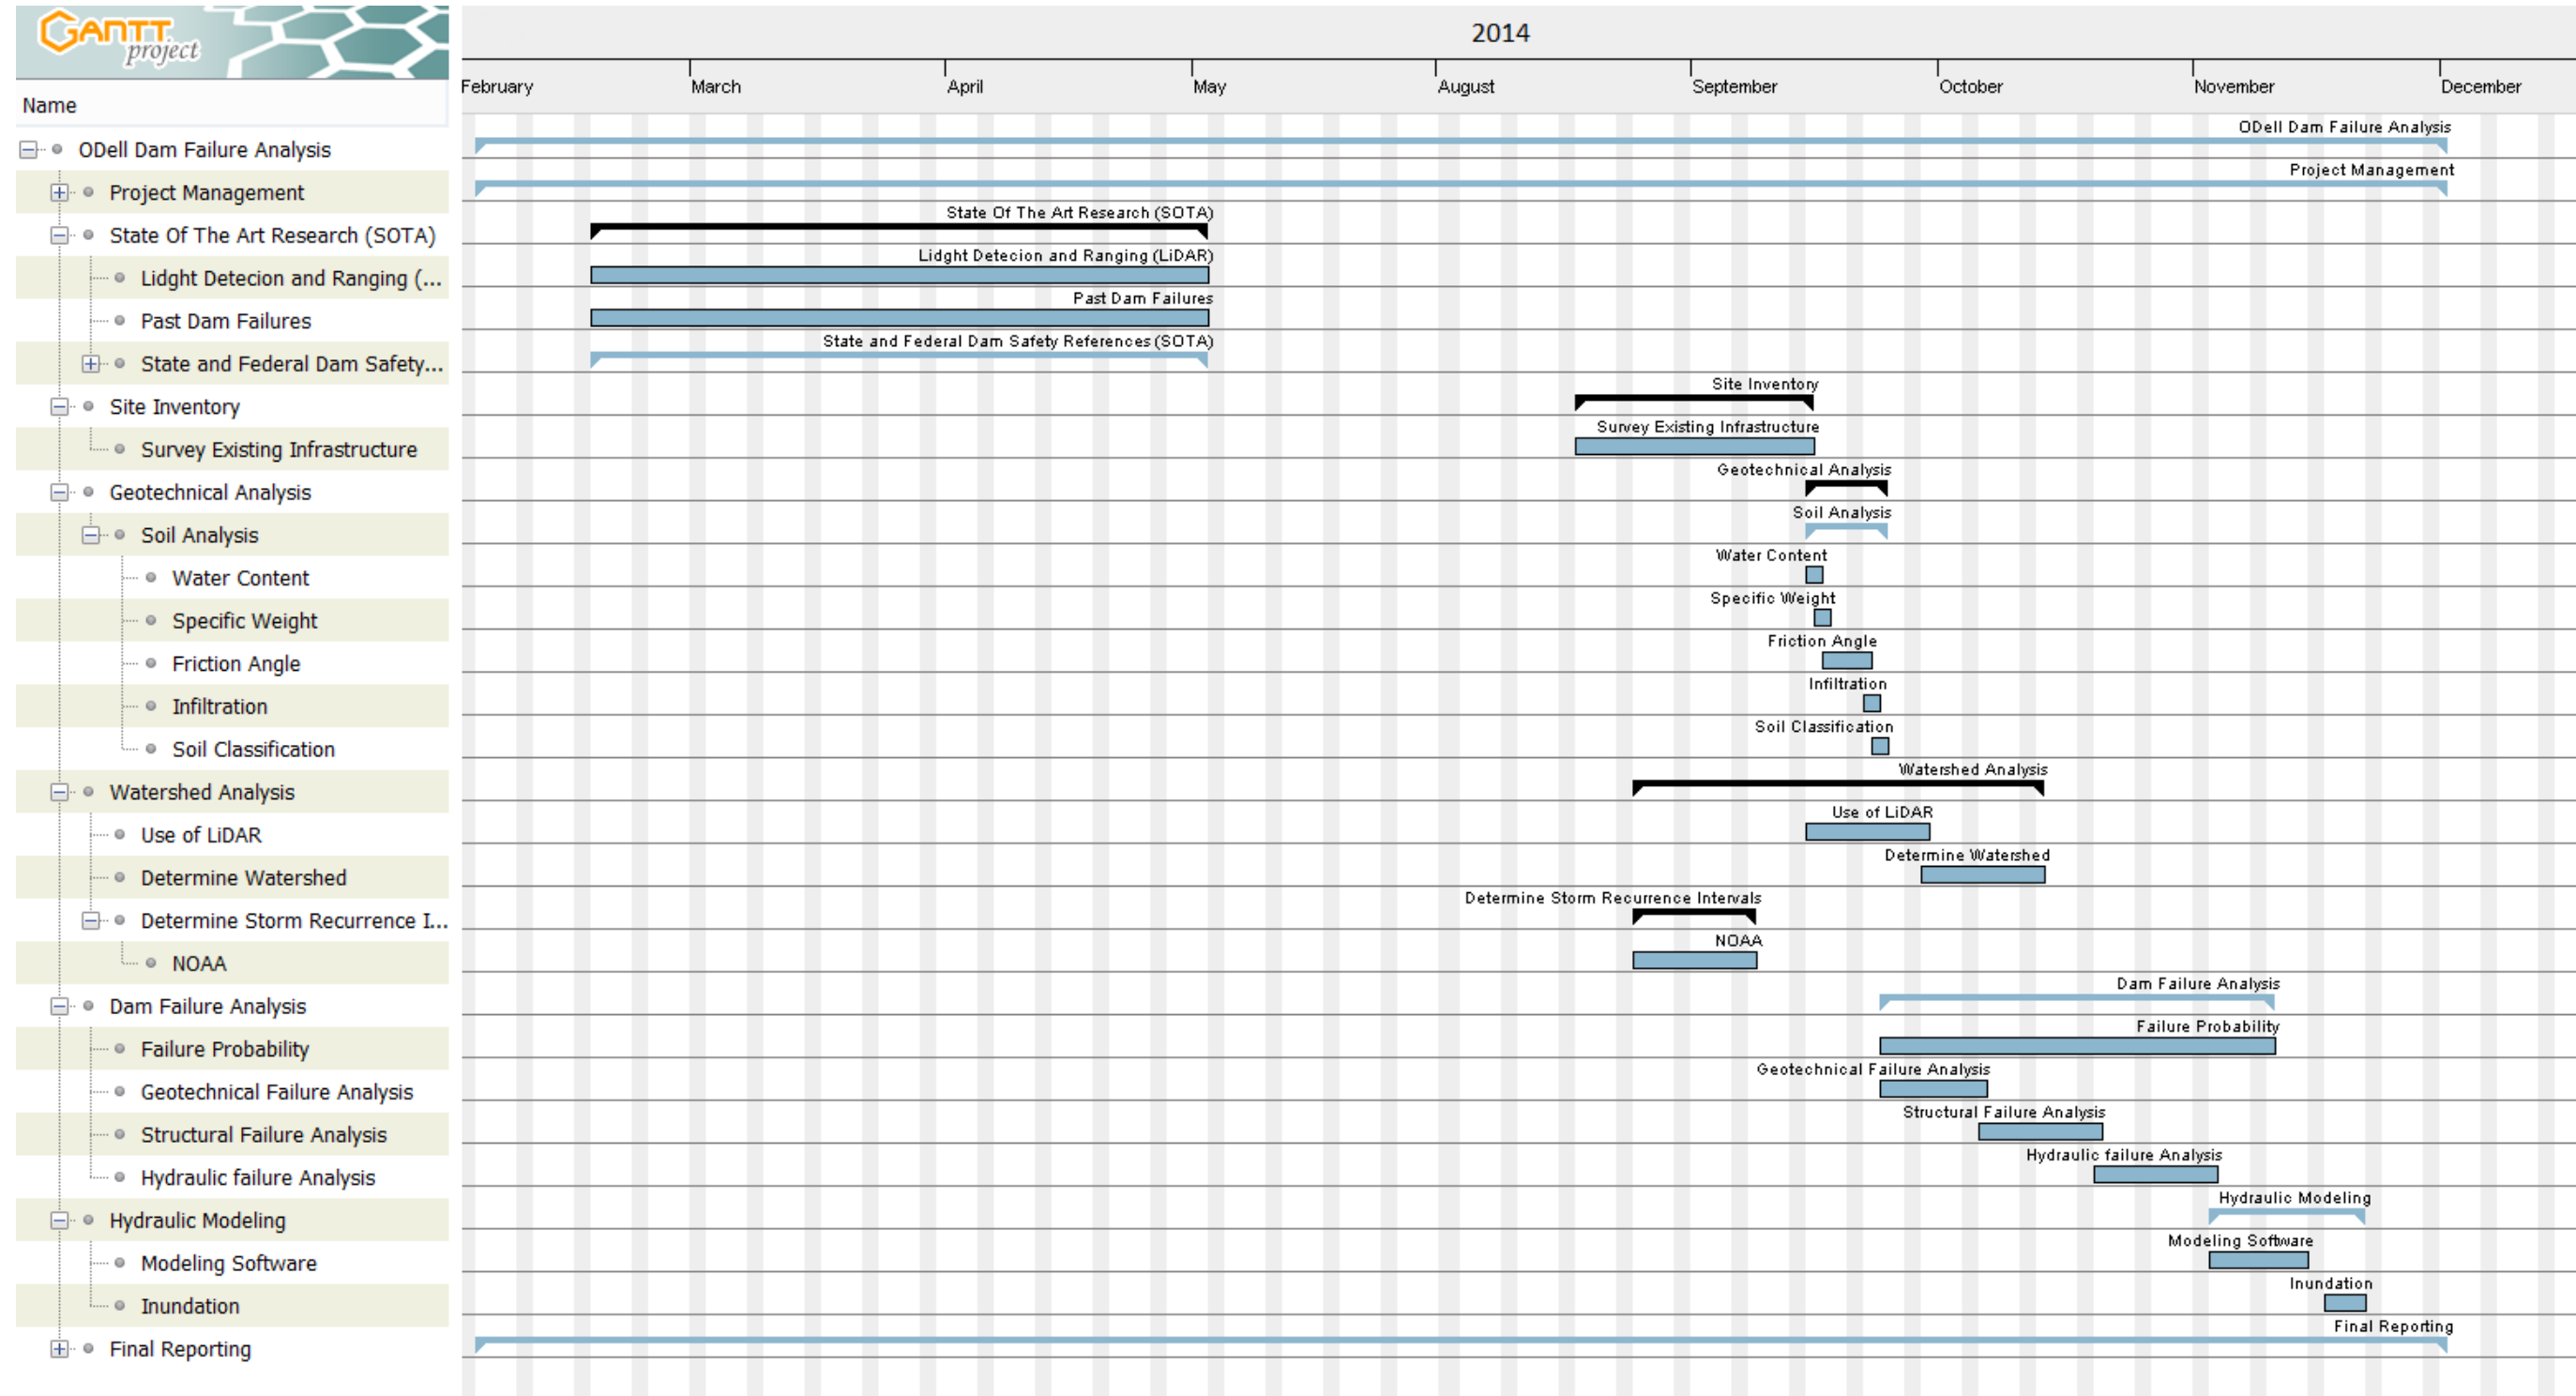 GANTT
project
2014
February March April May August September October November December
Name
ODell Dam Failure Analysis
ODell Dam Failure Analysis
Project Management
Project Management
State Of The Art Research (SOTA)
State Of The Art Research (SOTA)
Lidght Detecion and Ranging (...
Lidght Detecion and Ranging (LiDAR)
Past Dam Failures
Past Dam Failures
State and Federal Dam Safety...
State and Federal Dam Safety References (SOTA)
Site Inventory
Site Inventory
Survey Existing Infrastructure
Survey Existing Infrastructure
Geotechnical Analysis
Geotechnical Analysis
Soil Analysis
Soil Analysis
Water Content
Water Content
Specific Weight
Specific Weight
Friction Angle
Friction Angle
Infiltration
Infiltration
Soil Classification
Soil Classification
Watershed Analysis
Watershed Analysis
Use of LiDAR
Use of LiDAR
Determine Watershed
Determine Watershed
Determine Storm Recurrence I...
Determine Storm Recurrence Intervals
NOAA
NOAA
Dam Failure Analysis
Dam Failure Analysis
Failure Probability
Failure Probability
Geotechnical Failure Analysis
Geotechnical Failure Analysis
Structural Failure Analysis
Structural Failure Analysis
Hydraulic failure Analysis
Hydraulic failure Analysis
Hydraulic Modeling
Hydraulic Modeling
Modeling Software
Modeling Software
Inundation
Inundation
Final Reporting
Final Reporting